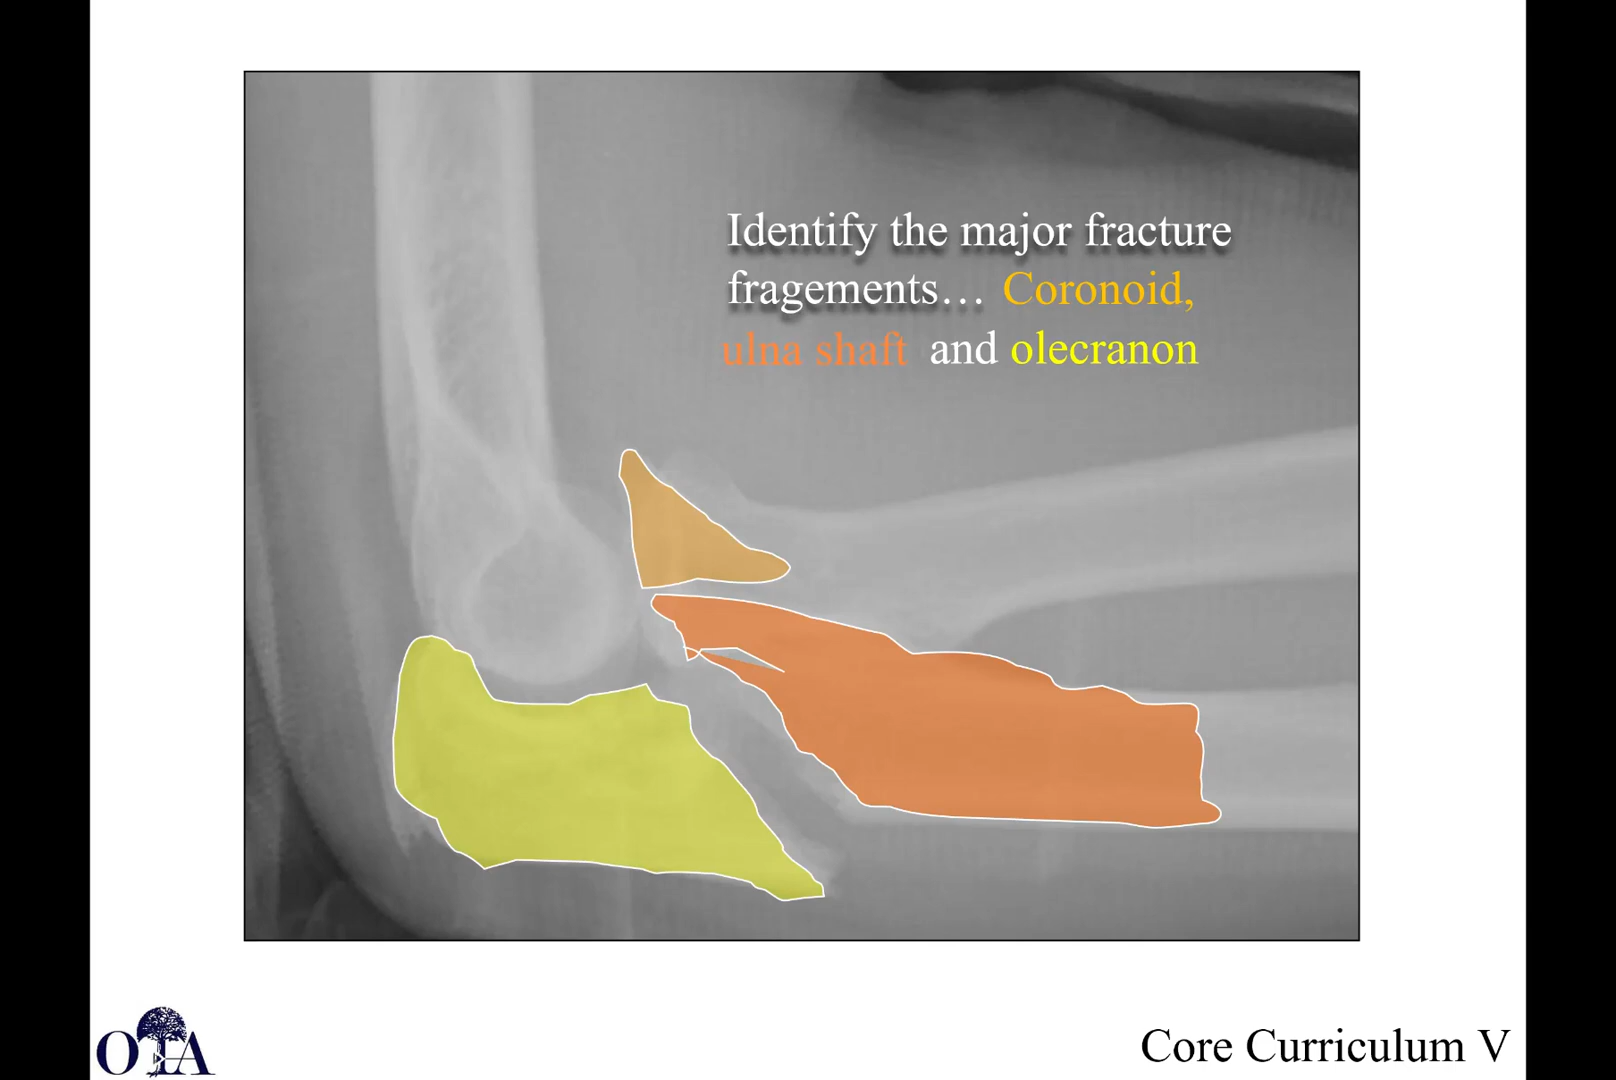 Identify the major fracture
fragements... Coronoid,
ulna shaft and olecranon
OTA
Core Curriculum V